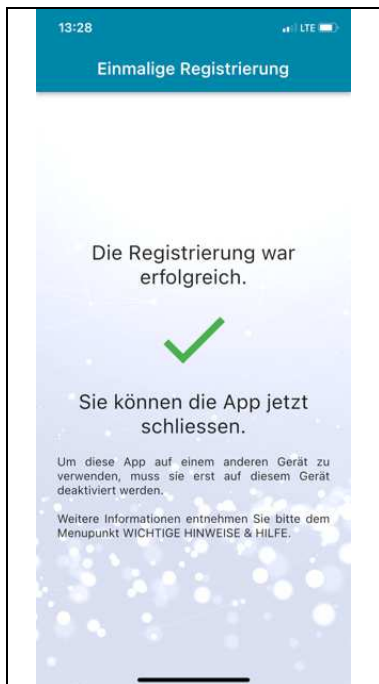 13:28
LTE
Einmalige Registrierung
Die Registrierung war
erfolgreich.
Sie können die App jetzt
schliessen.
Um diese App auf einem anderen Gerät zu
verwenden, muss sie erst auf diesem Gerät
deaktiviert werden.
Weitere Informationen entnehmen Sie bitte dem
Menupunkt WICHTIGE HINWEISE & HILFE.